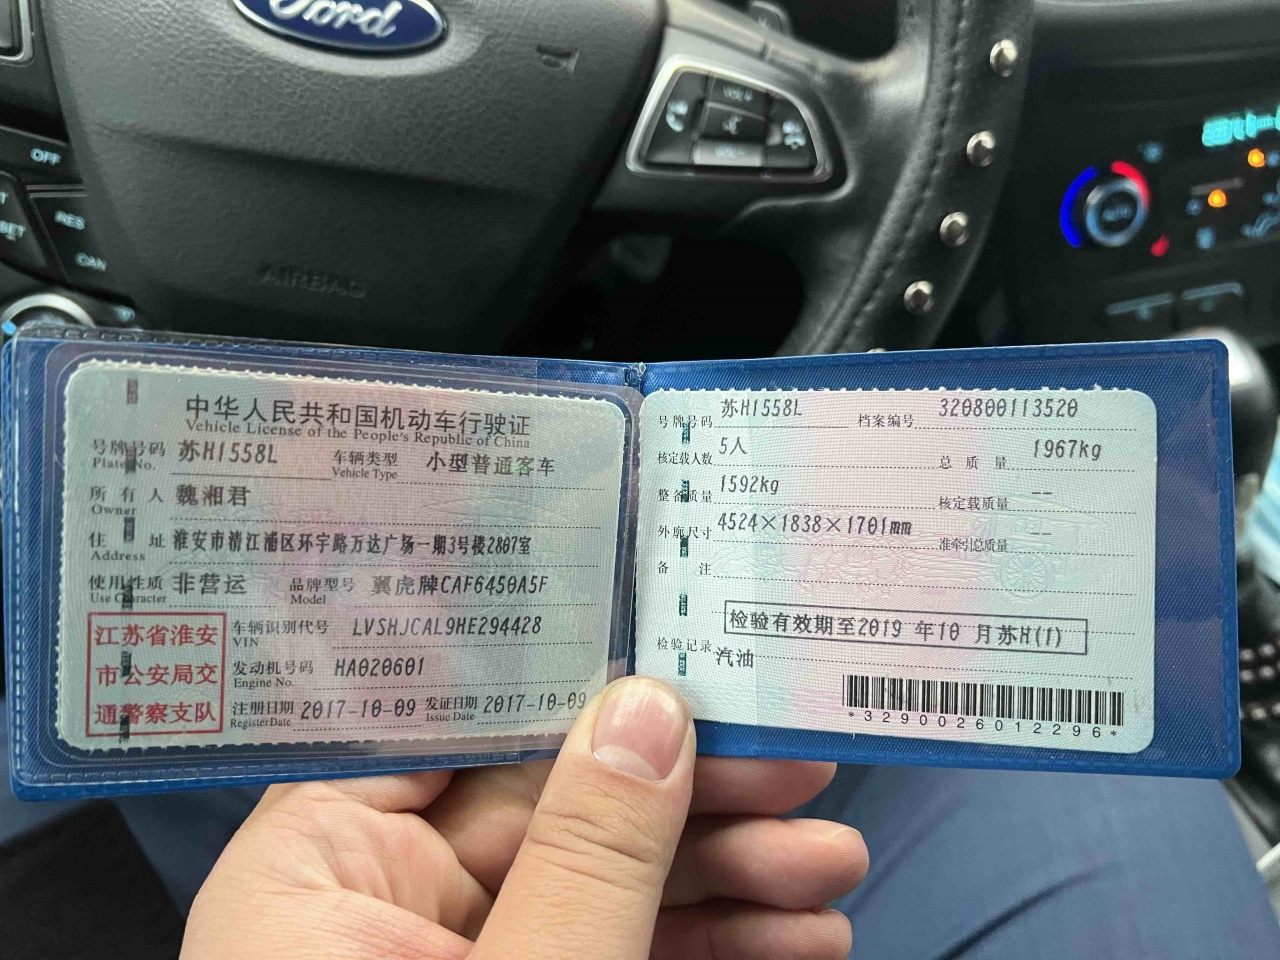 Ford
VOL+
VOL-
OFF
RES
CAN
AIRBAG
AUTO
中华人民共和国机动车行驶证
Vehicle License of the People's Republic of China
号牌号码 苏H1558L 车辆类型 小型普通客车
Plate No. Vehicle Type
所有人 魏湘君
Owner
住址 淮安市清江浦区环宇路万达广场一期3号楼2807室
Address
使用性质 非营运 品牌型号 翼虎牌CAF6450A5F
Use Character Model
江苏省淮安
市公安局交
通警察支队
车辆识别代号 LVSHJCAL9HE294428
VIN
发动机号码 HA020601
Engine No.
注册日期 2017-10-09 发证日期 2017-10-09
Register Date Issue Date
号牌号码 苏H1558L 档案编号 320800113520
核定载人数 5人 总质量 1967kg
整备质量 1592kg 核定载质量 --
外廓尺寸 4524×1838×1701mm 准牵引总质量 --
备注
检验有效期至2019年10月苏H(1)
检验记录
汽油
*3290026012296*